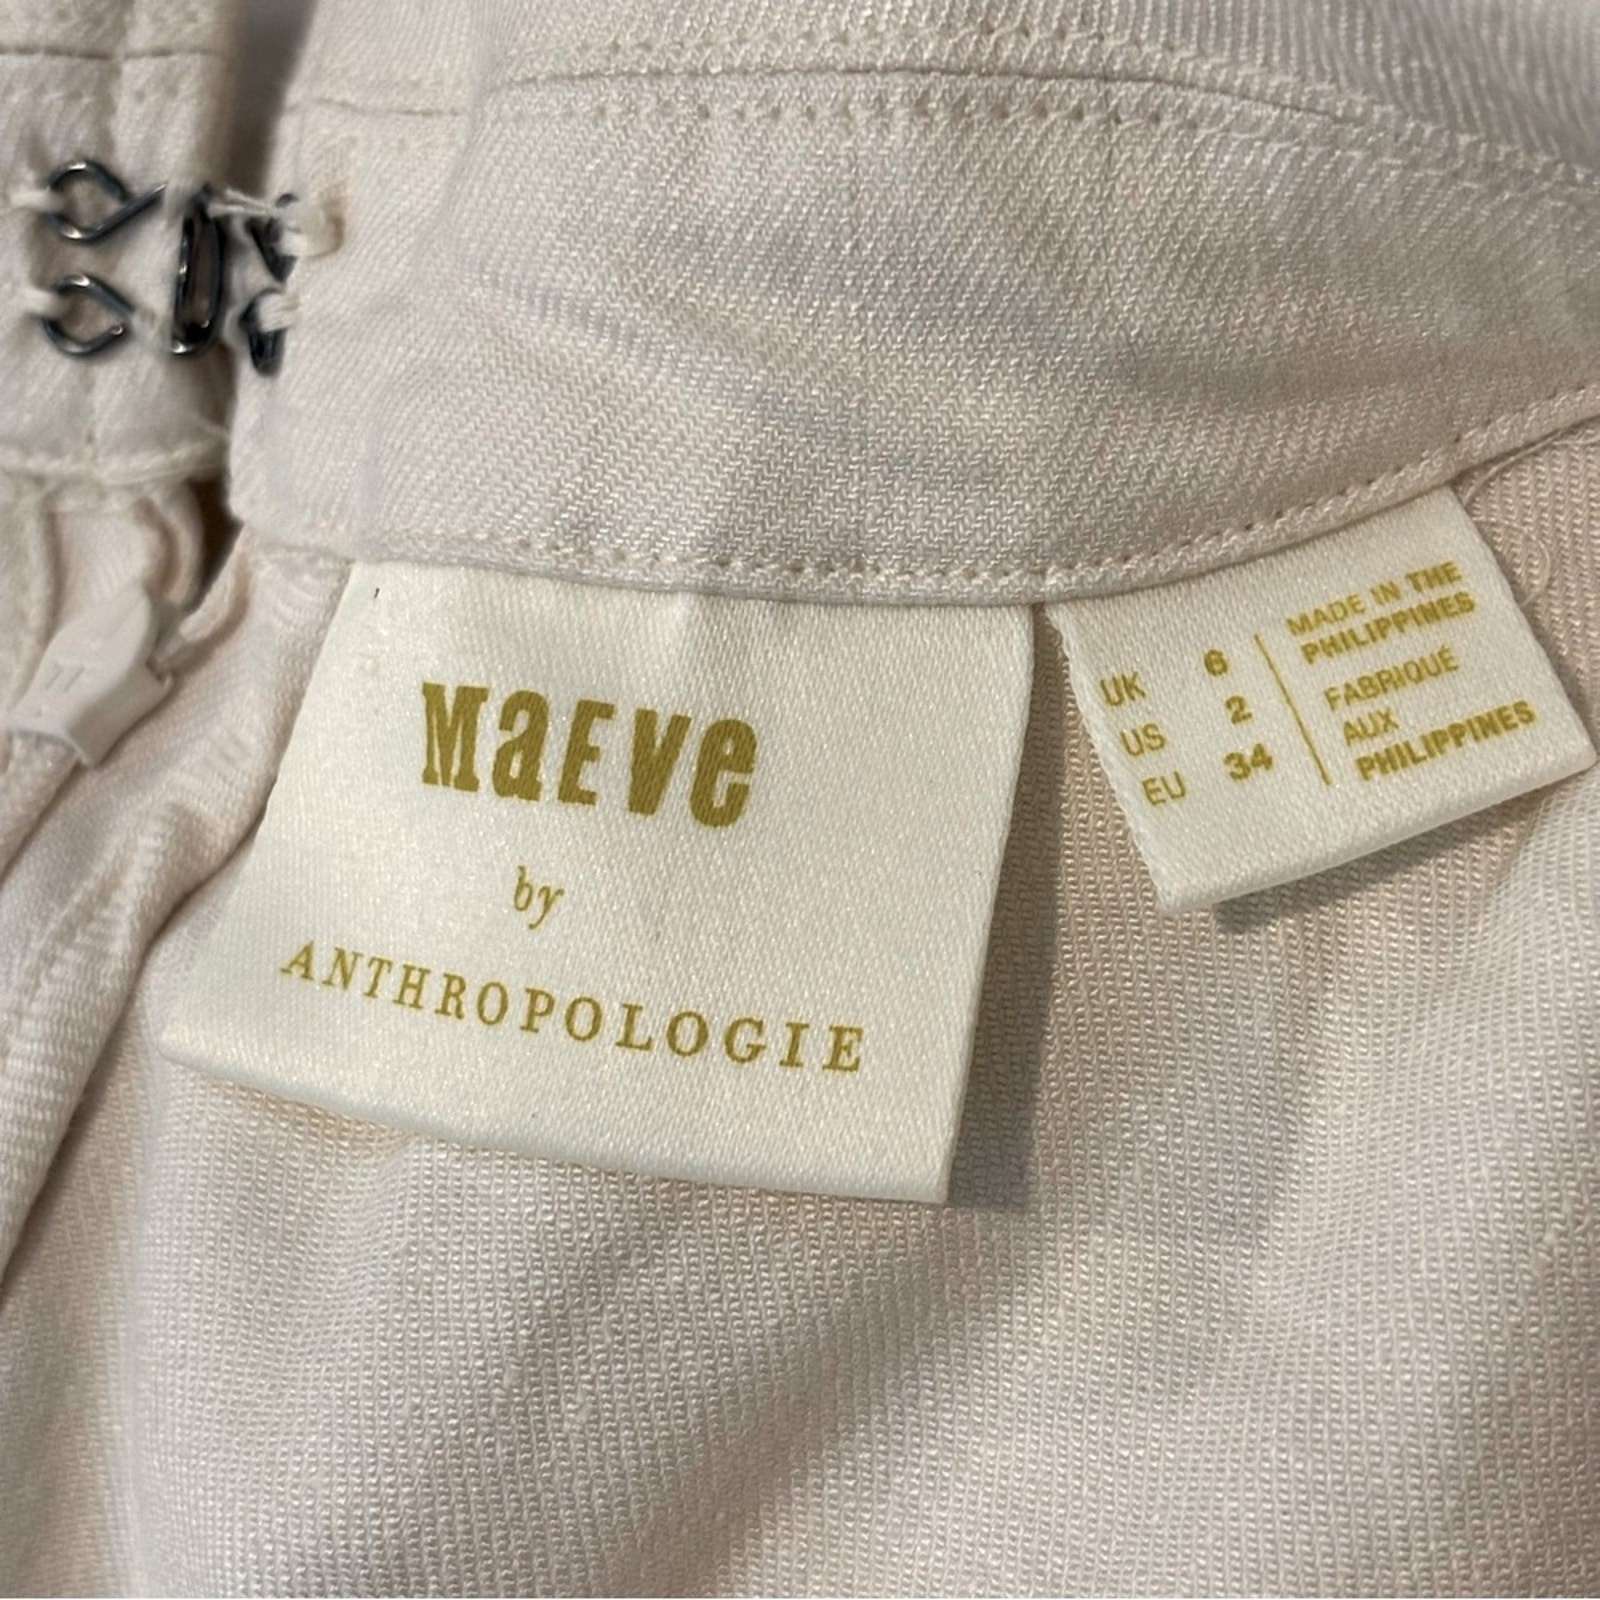 MaEve
by
ANTHROPOLOGIE
UK 6
US 2
EU 34
MADE IN THE
PHILIPPINES
FABRIQUÉ
AUX
PHILIPPINES